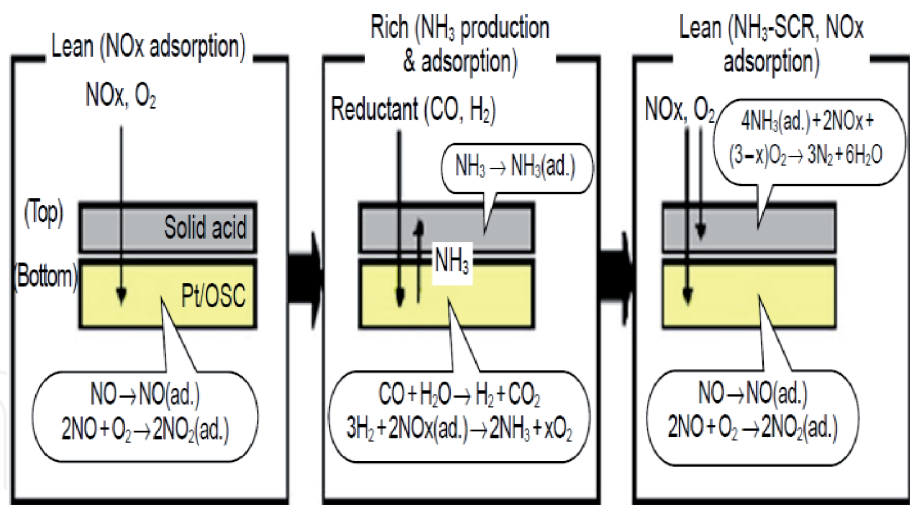 Lean (NOx adsorption)
NOx, O₂
(Top)
Solid acid
(Bottom)
Pt/OSC
NO→NO(ad.)
2NO+O₂→2NO₂(ad.)
Rich (NH₃ production
& adsorption)
Reductant (CO, H₂)
NH₃ → NH₃(ad.)
NH₃
CO+H₂O→H₂+CO₂
3H₂+2NOx(ad.)→2NH₃+xO₂
Lean (NH₃-SCR, NOx
adsorption)
NOx, O₂
4NH₃(ad.)+2NOx+
(3−x)O₂→3N₂+6H₂O
NO→NO(ad.)
2NO+O₂→2NO₂(ad.)